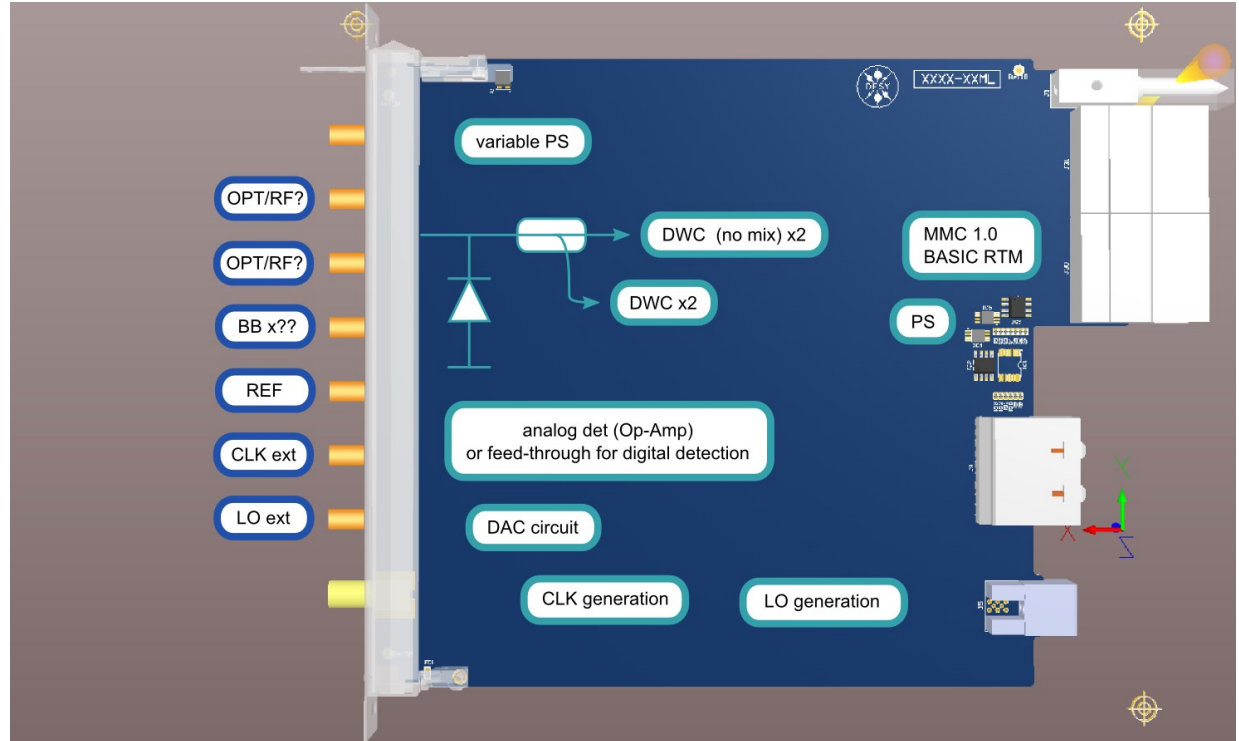 DESY
XXXX-XXML
variable PS
OPT/RF?
DWC (no mix) x2
MMC 1.0
BASIC RTM
OPT/RF?
DWC x2
BB x??
PS
REF
analog det (Op-Amp)
or feed-through for digital detection
CLK ext
LO ext
DAC circuit
CLK generation
LO generation
X
Y
Z